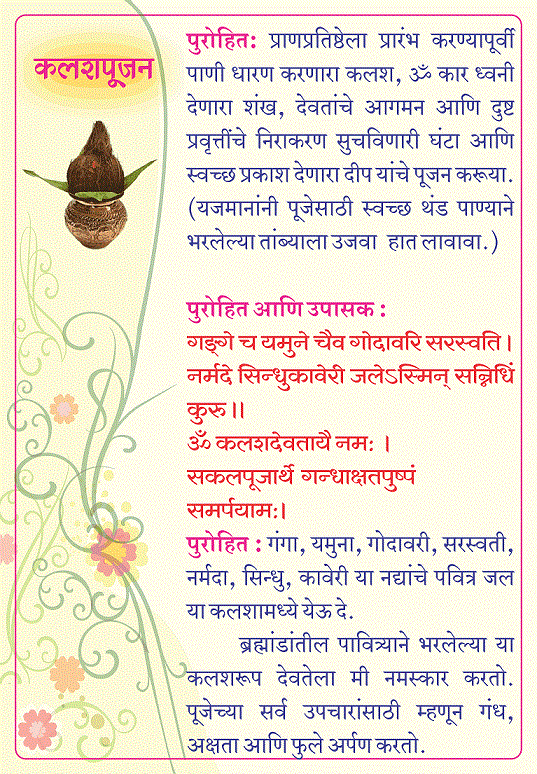 कलशपूजन
पुरोहित: प्राणप्रतिष्ठेला प्रारंभ करण्यापूर्वी
पाणी धारण करणारा कलश, ॐ कार ध्वनी
देणारा शंख, देवतांचे आगमन आणि दुष्ट
प्रवृत्तींचे निराकरण सुचविणारी घंटा आणि
स्वच्छ प्रकाश देणारा दीप यांचे पूजन करूया.
(यजमानांनी पूजेसाठी स्वच्छ थंड पाण्याने
भरलेल्या तांब्याला उजवा हात लावावा.)
पुरोहित आणि उपासक :
गङ्गे च यमुने चैव गोदावरि सरस्वति ।
नर्मदे सिन्धुकावेरी जलेऽस्मिन् सन्निधिं
कुरु ।।
ॐ कलशदेवतायै नमः ।
सकलपूजार्थे गन्धाक्षतपुष्पं
समर्पयामः।
पुरोहित : गंगा, यमुना, गोदावरी, सरस्वती,
नर्मदा, सिन्धु, कावेरी या नद्यांचे पवित्र जल
या कलशामध्ये येऊ दे.
ब्रह्मांडांतील पावित्र्याने भरलेल्या या
कलशरूप देवतेला मी नमस्कार करतो.
पूजेच्या सर्व उपचारांसाठी म्हणून गंध,
अक्षता आणि फुले अर्पण करतो.